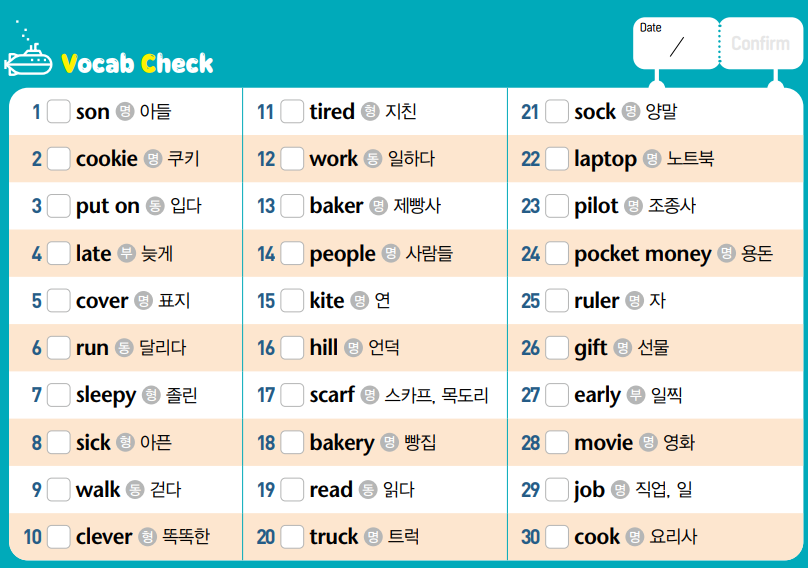 Date
/
Confirm
Vocab Check
1 son 명 아들
2 cookie 명 쿠키
3 put on 동 입다
4 late 부 늦게
5 cover 명 표지
6 run 동 달리다
7 sleepy 형 졸린
8 sick 형 아픈
9 walk 동 걷다
10 clever 형 똑똑한
11 tired 형 지친
12 work 동 일하다
13 baker 명 제빵사
14 people 명 사람들
15 kite 명 연
16 hill 명 언덕
17 scarf 명 스카프, 목도리
18 bakery 명 빵집
19 read 동 읽다
20 truck 명 트럭
21 sock 명 양말
22 laptop 명 노트북
23 pilot 명 조종사
24 pocket money 명 용돈
25 ruler 명 자
26 gift 명 선물
27 early 부 일찍
28 movie 명 영화
29 job 명 직업, 일
30 cook 명 요리사